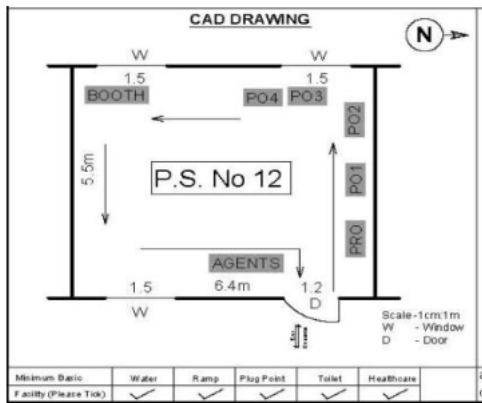 CAD DRAWING
N
W W
1.5 1.5
BOOTH PO4 PO3
PO2
5.5m
P.S. No 12
PO1
PRO
AGENTS
1.5 6.4m 1.2
W D
Scale-1cm:1m
W - Window
D - Door
Minimum Basic Water Ramp Plug Point Toilet Healthcare
Facility (Please Tick)